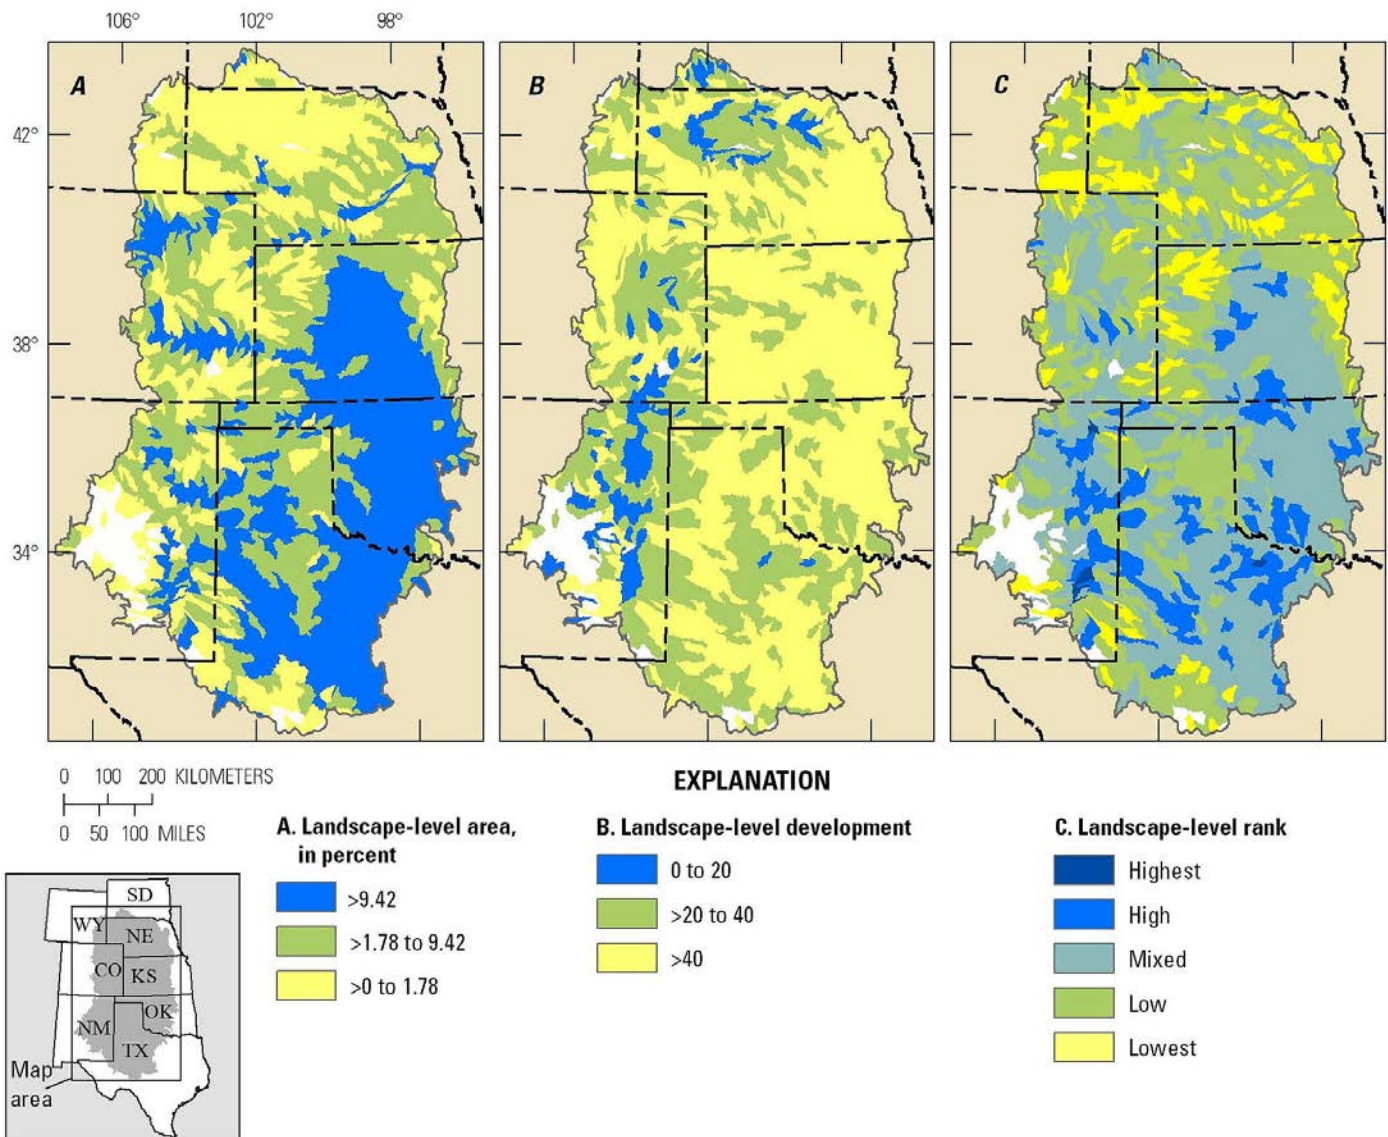 106° 102° 98°
A B C
42°
38°
34°
0 100 200 KILOMETERS
0 50 100 MILES
EXPLANATION
A. Landscape-level area,
in percent
>9.42
>1.78 to 9.42
>0 to 1.78
B. Landscape-level development
0 to 20
>20 to 40
>40
C. Landscape-level rank
Highest
High
Mixed
Low
Lowest
SD
WY
NE
CO KS
NM OK
TX
Map
area